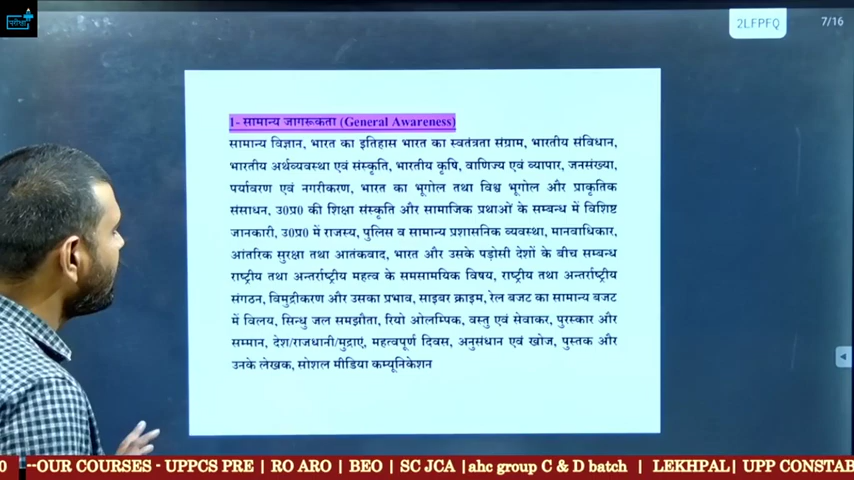 परीक्षा
2LFPFQ
7/16
1- सामान्य जागरूकता (General Awareness)
सामान्य विज्ञान, भारत का इतिहास भारत का स्वतंत्रता संग्राम, भारतीय संविधान,
भारतीय अर्थव्यवस्था एवं संस्कृति, भारतीय कृषि, वाणिज्य एवं व्यापार, जनसंख्या,
पर्यावरण एवं नगरीकरण, भारत का भूगोल तथा विश्व भूगोल और प्राकृतिक
संसाधन, उ0प्र0 की शिक्षा संस्कृति और सामाजिक प्रथाओं के सम्बन्ध में विशिष्ट
जानकारी, उ0प्र0 में राजस्य, पुलिस व सामान्य प्रशासनिक व्यवस्था, मानवाधिकार,
आंतरिक सुरक्षा तथा आतंकवाद, भारत और उसके पड़ोसी देशों के बीच सम्बन्ध
राष्ट्रीय तथा अन्तर्राष्ट्रीय महत्व के समसामयिक विषय, राष्ट्रीय तथा अन्तर्राष्ट्रीय
संगठन, विमुद्रीकरण और उसका प्रभाव, साइबर क्राइम, रेल बजट का सामान्य बजट
में विलय, सिन्धु जल समझौता, रियो ओलम्पिक, वस्तु एवं सेवाकर, पुरस्कार और
सम्मान, देश/राजधानी/मुद्राएं, महत्वपूर्ण दिवस, अनुसंधान एवं खोज, पुस्तक और
उनके लेखक, सोशल मीडिया कम्यूनिकेशन
0 --OUR COURSES - UPPCS PRE | RO ARO | BEO | SC JCA |ahc group C & D batch | LEKHPAL| UPP CONSTAB